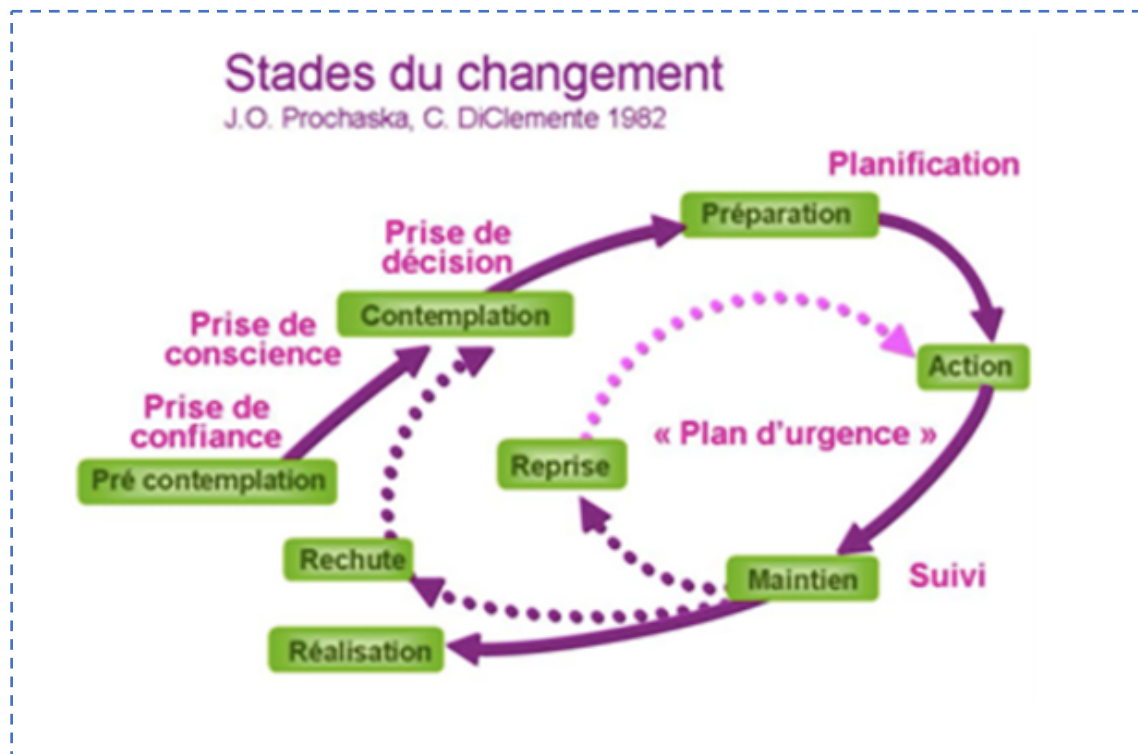 Stades du changement
J.O. Prochaska, C. DiClemente 1982
Planification
Préparation
Prise de
décision
Contemplation
Prise de
conscience
Action
Prise de
confiance
« Plan d'urgence »
Reprise
Pré contemplation
Rechute
Maintien
Suivi
Réalisation